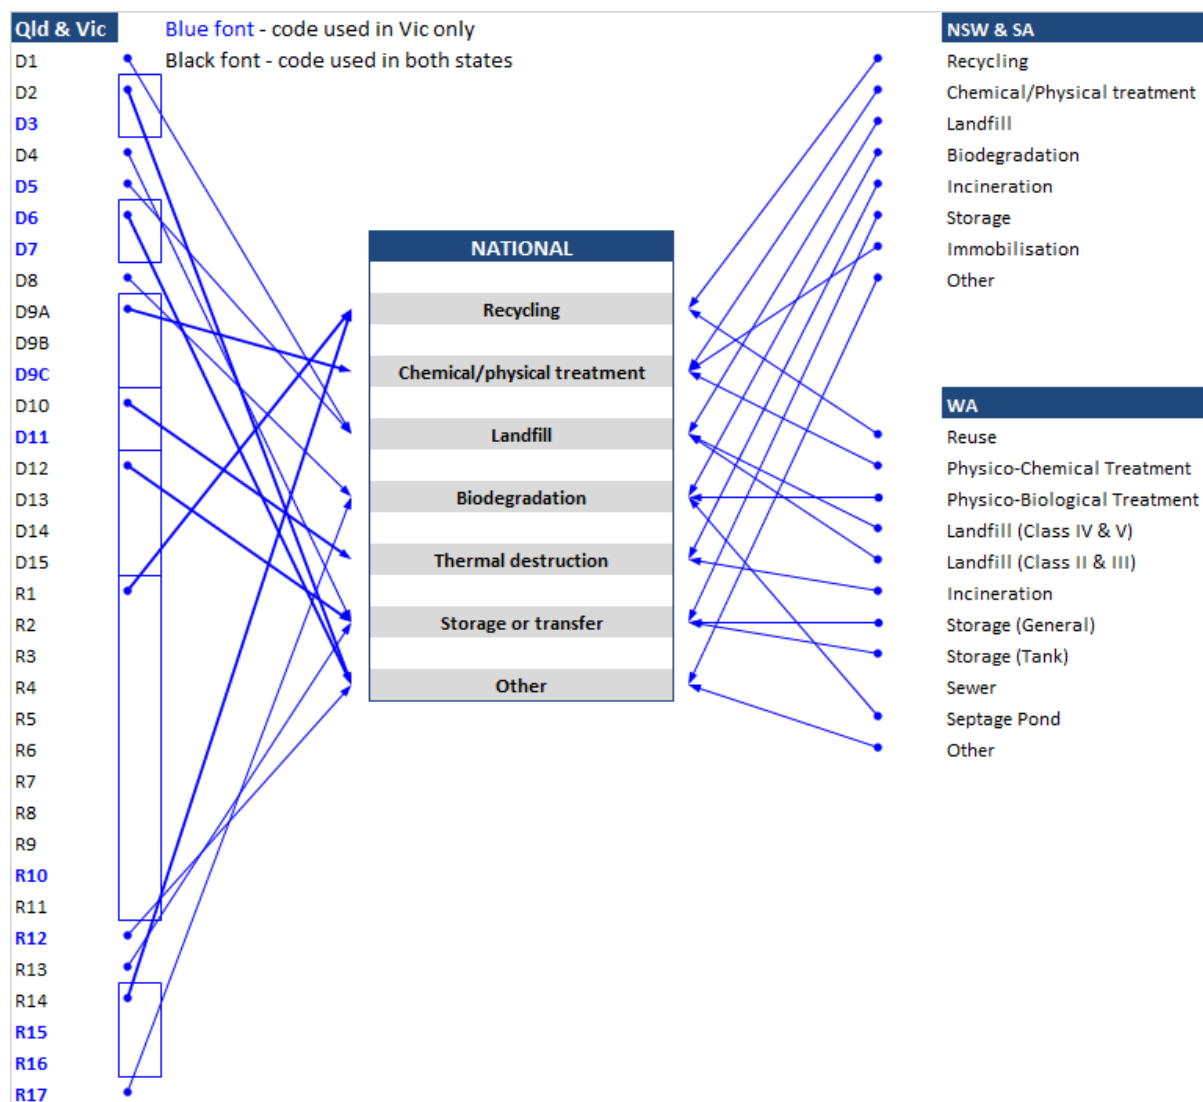 Qld & Vic
Blue font - code used in Vic only
Black font - code used in both states
D1
D2
D3
D4
D5
D6
D7
D8
D9A
D9B
D9C
D10
D11
D12
D13
D14
D15
R1
R2
R3
R4
R5
R6
R7
R8
R9
R10
R11
R12
R13
R14
R15
R16
R17
NATIONAL
Recycling
Chemical/physical treatment
Landfill
Biodegradation
Thermal destruction
Storage or transfer
Other
NSW & SA
Recycling
Chemical/Physical treatment
Landfill
Biodegradation
Incineration
Storage
Immobilisation
Other
WA
Reuse
Physico-Chemical Treatment
Physico-Biological Treatment
Landfill (Class IV & V)
Landfill (Class II & III)
Incineration
Storage (General)
Storage (Tank)
Sewer
Septage Pond
Other